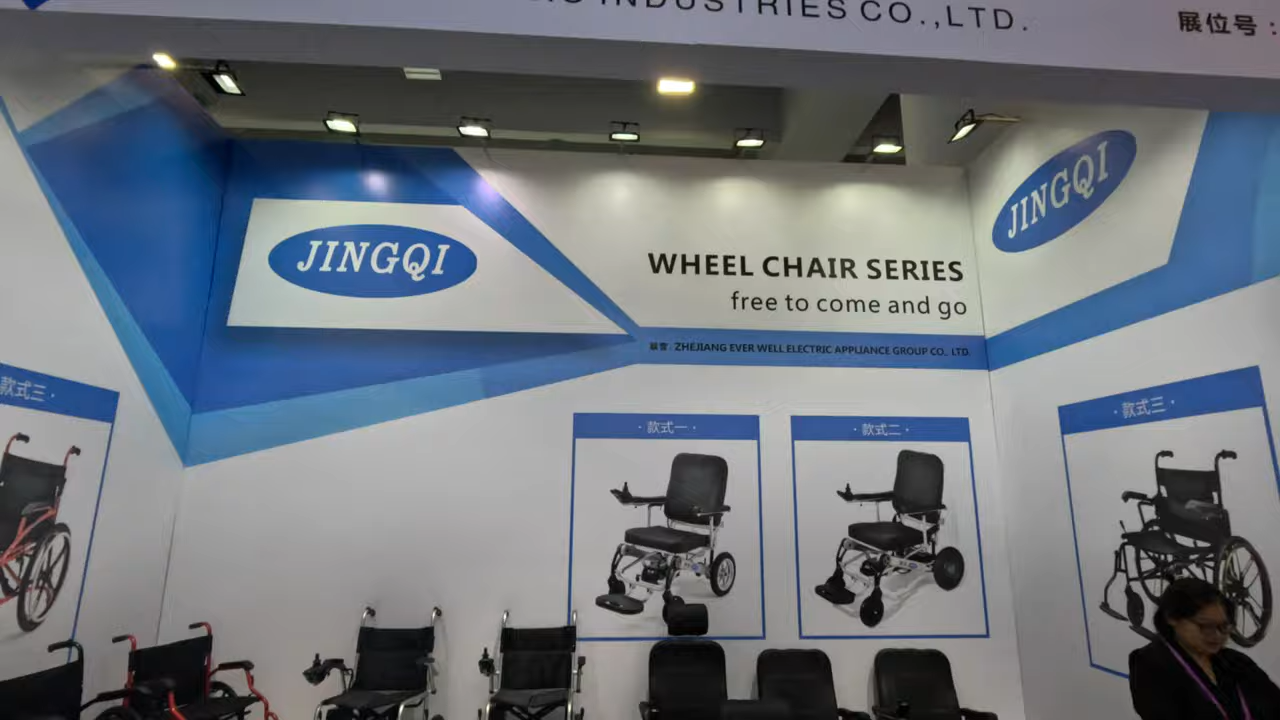 INDUSTRIES CO.,LTD.
展位号：
JINGQI
JINGQI
WHEEL CHAIR SERIES
free to come and go
ZHEJIANG EVER WELL ELECTRIC APPLIANCE GROUP CO., LTD.
款式三 ·
· 款式一 ·
· 款式二 ·
· 款式三 ·